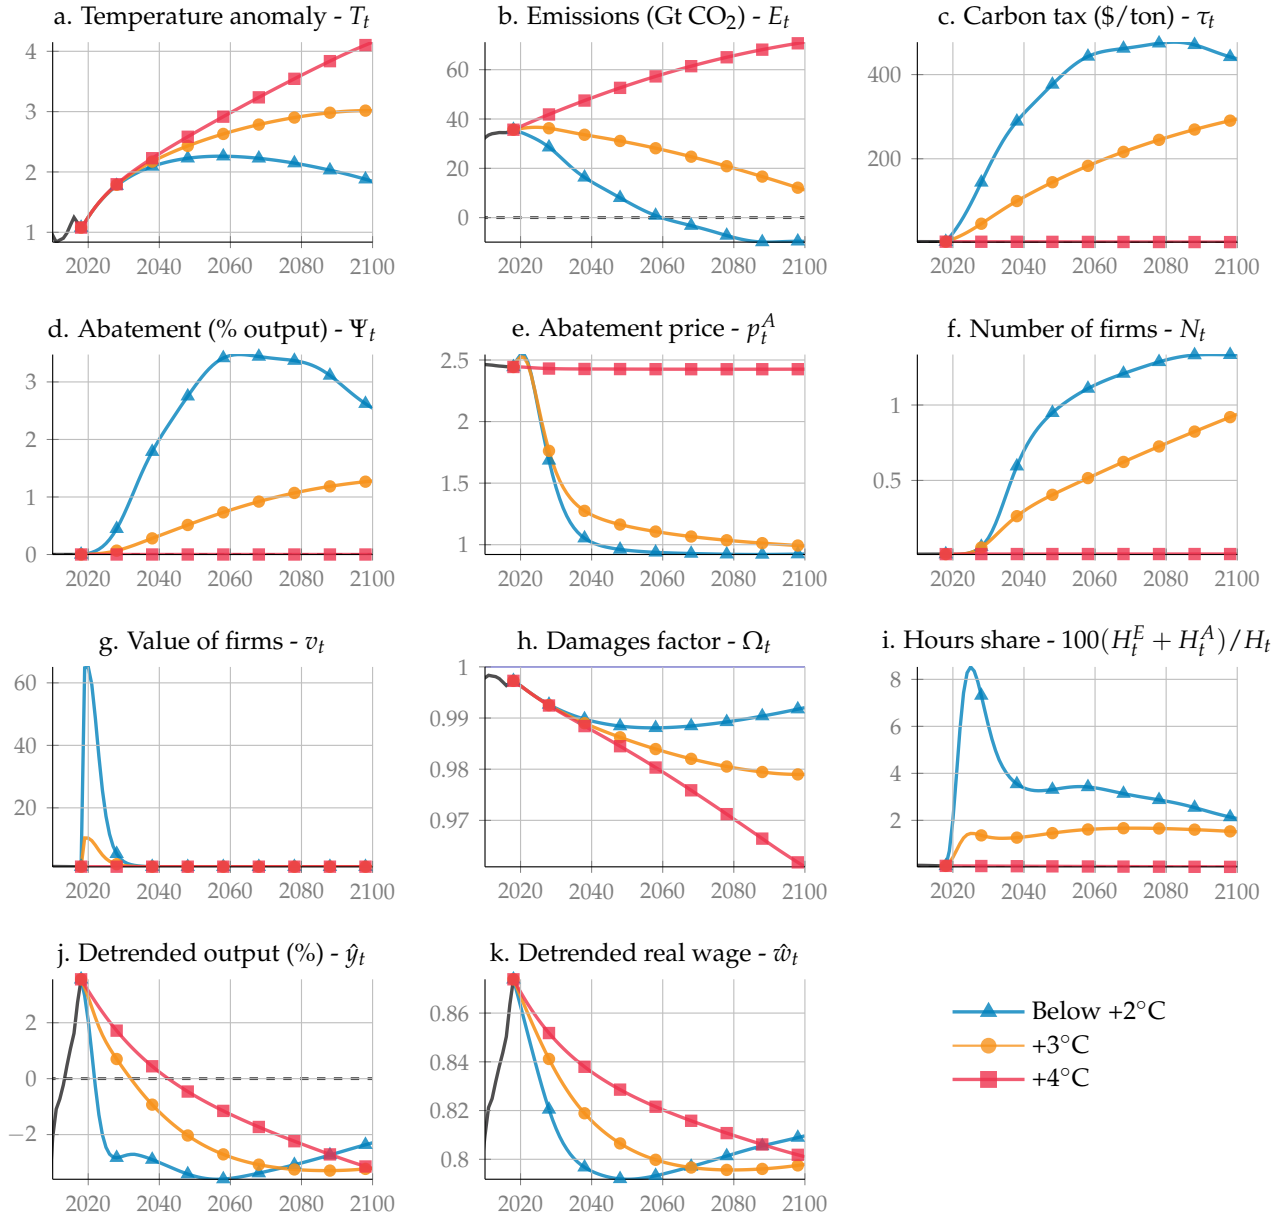 a. Temperature anomaly - T_t
b. Emissions (Gt CO₂) - E_t
c. Carbon tax ($/ton) - τ_t
4
3
2
1
2020 2040 2060 2080 2100
60
40
20
0
2020 2040 2060 2080 2100
400
200
2020 2040 2060 2080 2100
d. Abatement (% output) - Ψ_t
e. Abatement price - p_t^A
f. Number of firms - N_t
3
2
1
0
2020 2040 2060 2080 2100
2.5
2
1.5
1
2020 2040 2060 2080 2100
1
0.5
2020 2040 2060 2080 2100
g. Value of firms - v_t
h. Damages factor - Ω_t
i. Hours share - 100(H_t^E + H_t^A)/H_t
60
40
20
2020 2040 2060 2080 2100
1
0.99
0.98
0.97
2020 2040 2060 2080 2100
8
6
4
2
2020 2040 2060 2080 2100
j. Detrended output (%) - ŷ_t
k. Detrended real wage - ŵ_t
2
0
−2
2020 2040 2060 2080 2100
0.86
0.84
0.82
0.8
2020 2040 2060 2080 2100
Below +2°C
+3°C
+4°C